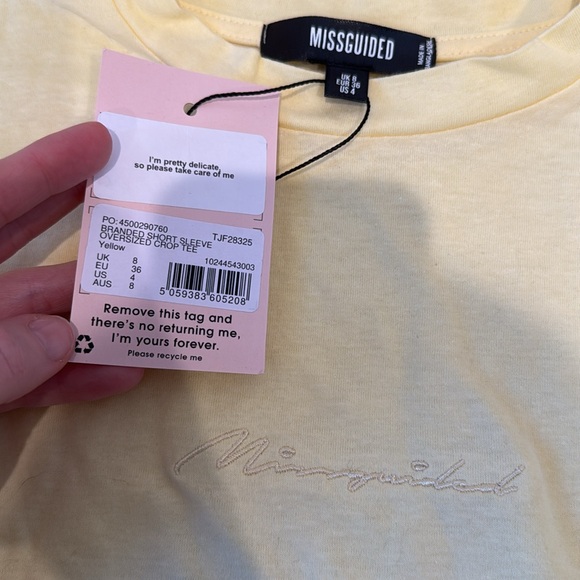 MISSGUIDED
MADE IN
UK 8
EUR 36
US 4
I'm pretty delicate,
so please take care of me
PO: 4500290760 TJF28325
BRANDED SHORT SLEEVE
OVERSIZED CROP TEE
Yellow
UK 8 10244543003
EU 36
US 4
AUS 8
5 059383 605208
Remove this tag and
there's no returning me,
I'm yours forever.
Please recycle me
Missguided